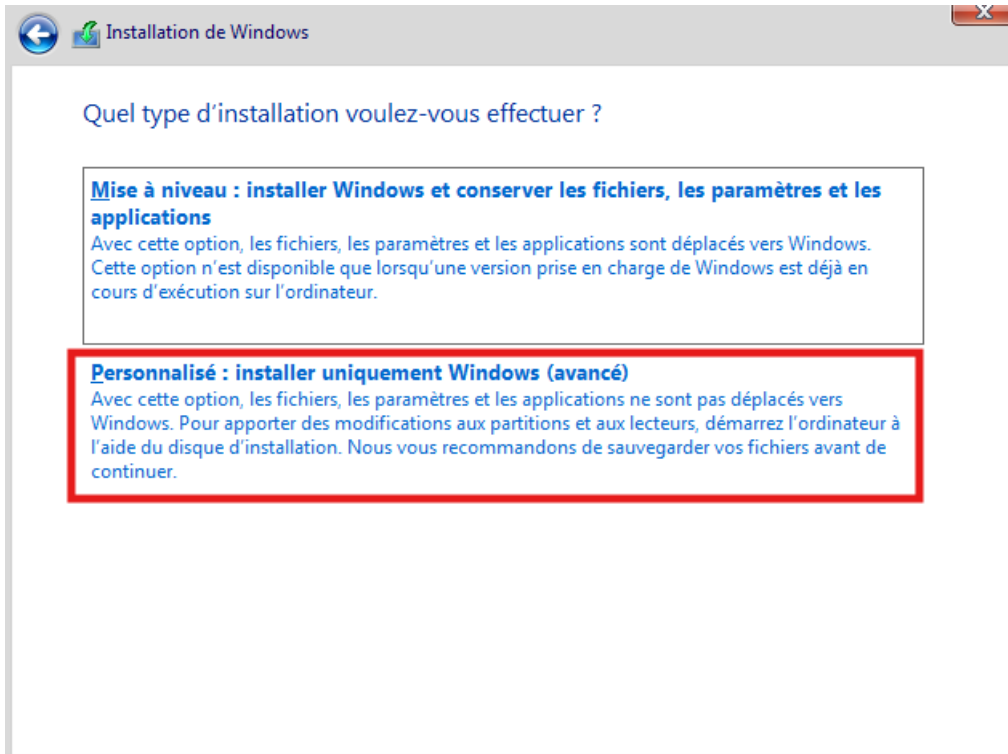 Installation de Windows
Quel type d’installation voulez-vous effectuer ?
Mise à niveau : installer Windows et conserver les fichiers, les paramètres et les
applications
Avec cette option, les fichiers, les paramètres et les applications sont déplacés vers Windows.
Cette option n’est disponible que lorsqu’une version prise en charge de Windows est déjà en
cours d’exécution sur l’ordinateur.
Personnalisé : installer uniquement Windows (avancé)
Avec cette option, les fichiers, les paramètres et les applications ne sont pas déplacés vers
Windows. Pour apporter des modifications aux partitions et aux lecteurs, démarrez l’ordinateur à
l’aide du disque d’installation. Nous vous recommandons de sauvegarder vos fichiers avant de
continuer.